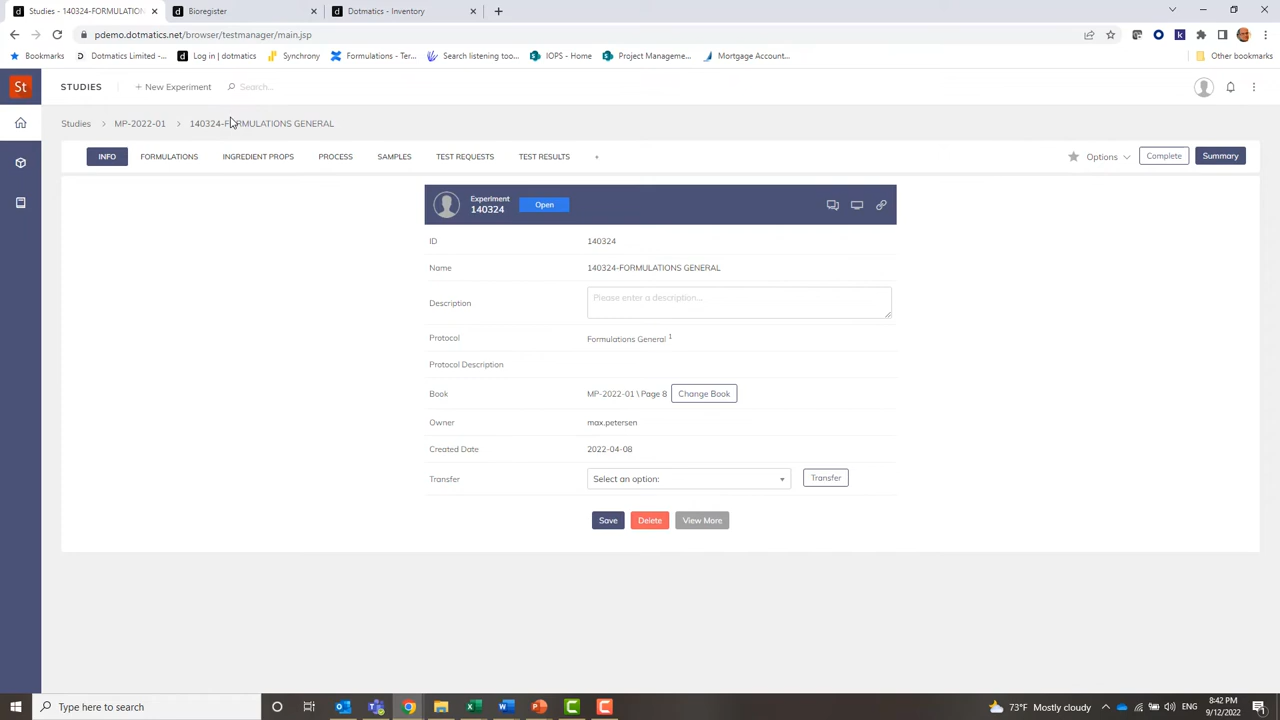 Studies - 140324-FORMULATION
Bioregister
Dotmatics - Inventory
pdemo.dotmatics.net/browser/testmanager/main.jsp
Bookmarks
Dotmatics Limited -...
Log in | dotmatics
Synchrony
Formulations - Ter...
Search listening too...
IOPS - Home
Project Manageme...
Mortgage Account...
Other bookmarks
St
STUDIES
+ New Experiment
Search...
Studies > MP-2022-01 > 140324-FORMULATIONS GENERAL
INFO
FORMULATIONS
INGREDIENT PROPS
PROCESS
SAMPLES
TEST REQUESTS
TEST RESULTS
+
Options
Complete
Summary
Experiment
140324
Open
ID 140324
Name 140324-FORMULATIONS GENERAL
Description Please enter a description...
Protocol Formulations General 1
Protocol Description
Book MP-2022-01 \ Page 8 Change Book
Owner max.petersen
Created Date 2022-04-08
Transfer Select an option: Transfer
Save Delete View More
Type here to search
73°F Mostly cloudy
ENG
8:42 PM
9/12/2022